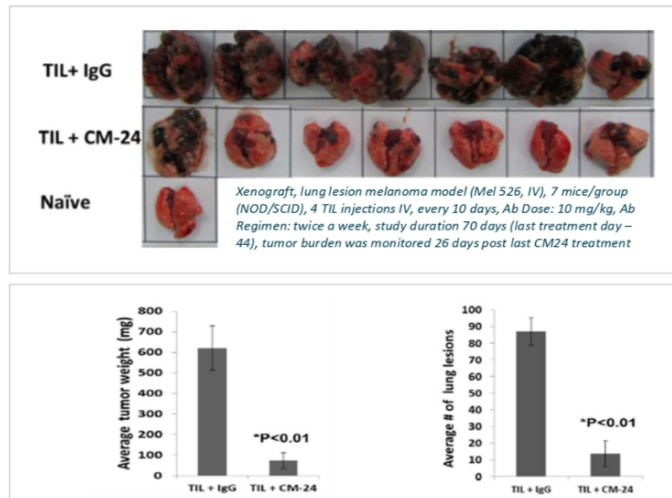 TIL+ IgG
TIL + CM-24
Naïve
Xenograft, lung lesion melanoma model (Mel 526, IV), 7 mice/group
(NOD/SCID), 4 TIL injections IV, every 10 days, Ab Dose: 10 mg/kg, Ab
Regimen: twice a week, study duration 70 days (last treatment day –
44), tumor burden was monitored 26 days post last CM24 treatment
Average tumor weight (mg)
800
700
600
500
400
300
200
100
0
*P<0.01
TIL + IgG TIL + CM-24
Average # of lung lesions
100
90
80
70
60
50
40
30
20
10
0
*P<0.01
TIL + IgG TIL + CM-24